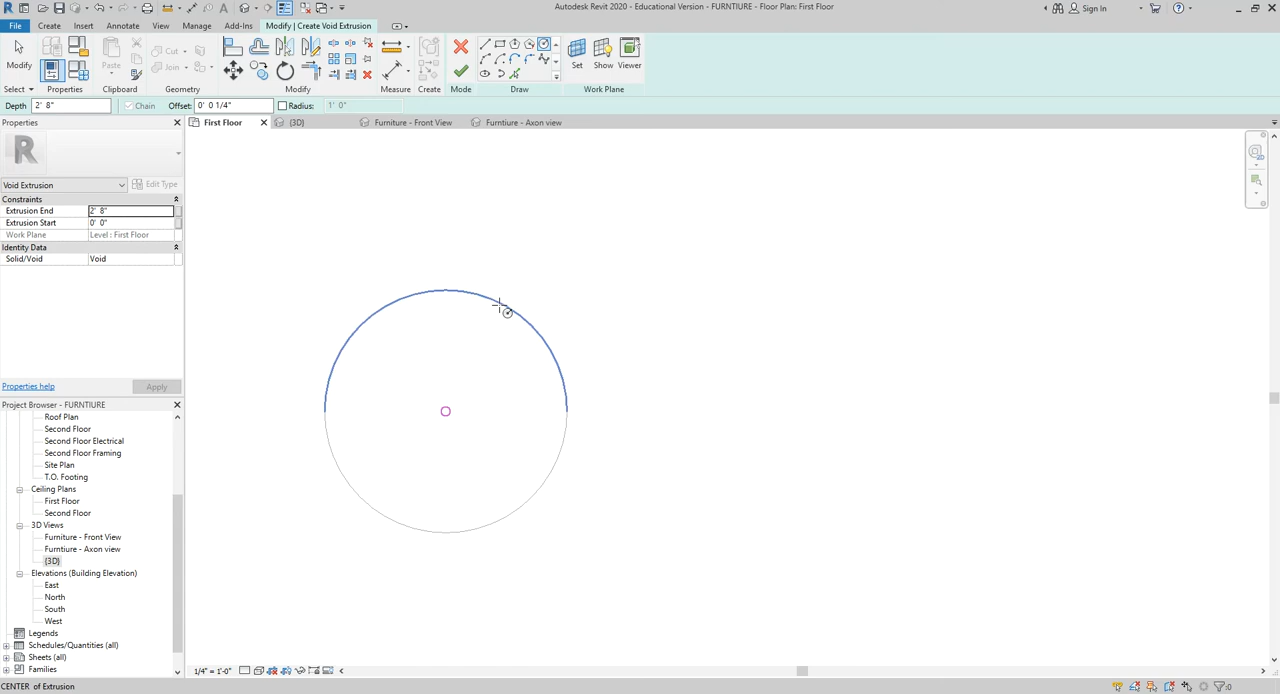 Autodesk Revit 2020 - Educational Version - FURNTIURE - Floor Plan: First Floor
Sign In
File Create Insert Annotate View Manage Add-Ins Modify | Create Void Extrusion
Modify
Paste
Cut
Join
Set Show Viewer
Select Properties Clipboard Geometry Modify Measure Create Mode Draw Work Plane
Depth 2' 8" Chain Offset: 0' 0 1/4" Radius: 1' 0"
Properties
First Floor {3D} Furniture - Front View Furntiure - Axon view
Void Extrusion Edit Type
Constraints
Extrusion End 2' 8"
Extrusion Start 0' 0"
Work Plane Level : First Floor
Identity Data
Solid/Void Void
Properties help Apply
Project Browser - FURNTIURE
Roof Plan
Second Floor
Second Floor Electrical
Second Floor Framing
Site Plan
T.O. Footing
Ceiling Plans
First Floor
Second Floor
3D Views
Furniture - Front View
Furntiure - Axon view
{3D}
Elevations (Building Elevation)
East
North
South
West
Legends
Schedules/Quantities (all)
Sheets (all)
Families
1/4" = 1'-0"
CENTER of Extrusion
:0